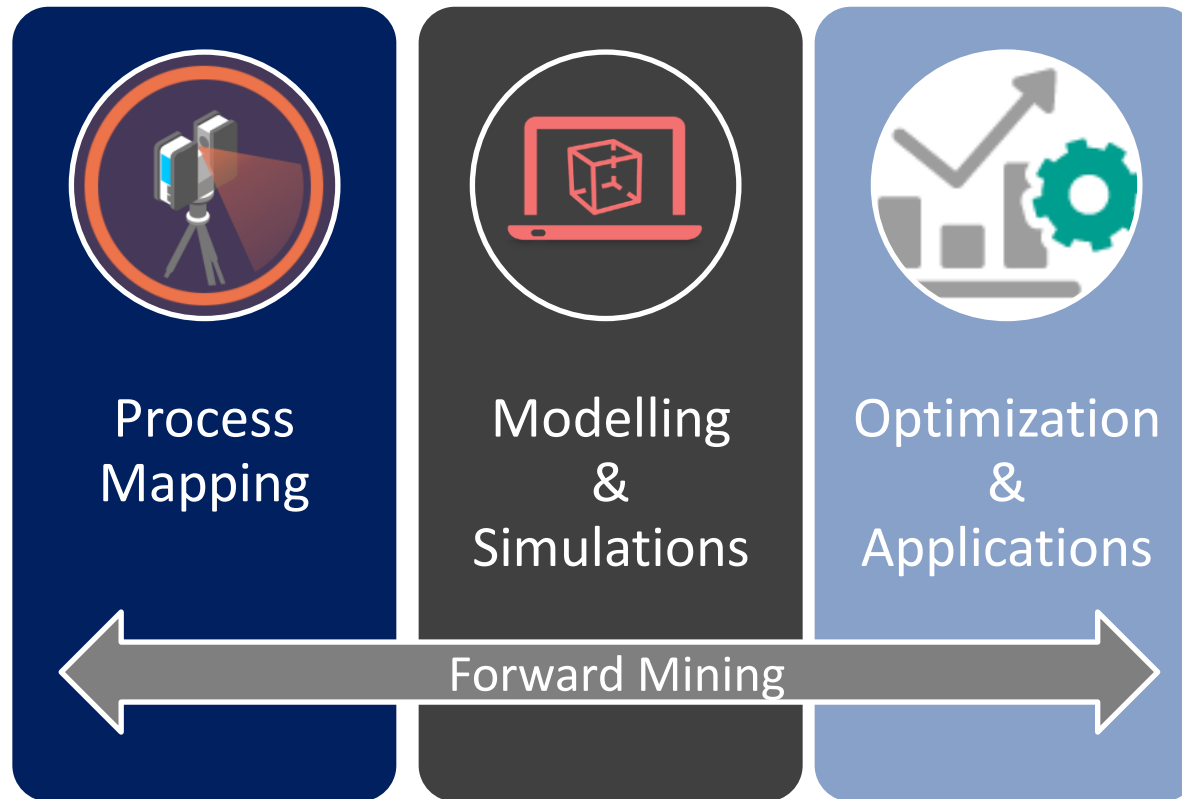 Process
Mapping
Modelling
&
Simulations
Optimization
&
Applications
Forward Mining